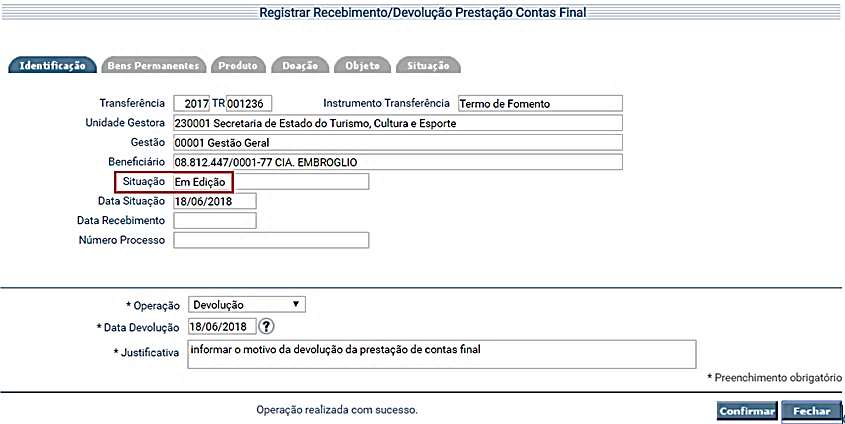 Registrar Recebimento/Devolução Prestação Contas Final
Identificação Bens Permanentes Produto Doação Objeto Situação
Transferência 2017 TR 001236 Instrumento Transferência Termo de Fomento
Unidade Gestora 230001 Secretaria de Estado do Turismo, Cultura e Esporte
Gestão 00001 Gestão Geral
Beneficiário 08.812.447/0001-77 CIA. EMBROGLIO
Situação Em Edição
Data Situação 18/06/2018
Data Recebimento
Número Processo
* Operação Devolução
* Data Devolução 18/06/2018 ?
* Justificativa informar o motivo da devolução da prestação de contas final
* Preenchimento obrigatório
Operação realizada com sucesso. Confirmar Fechar